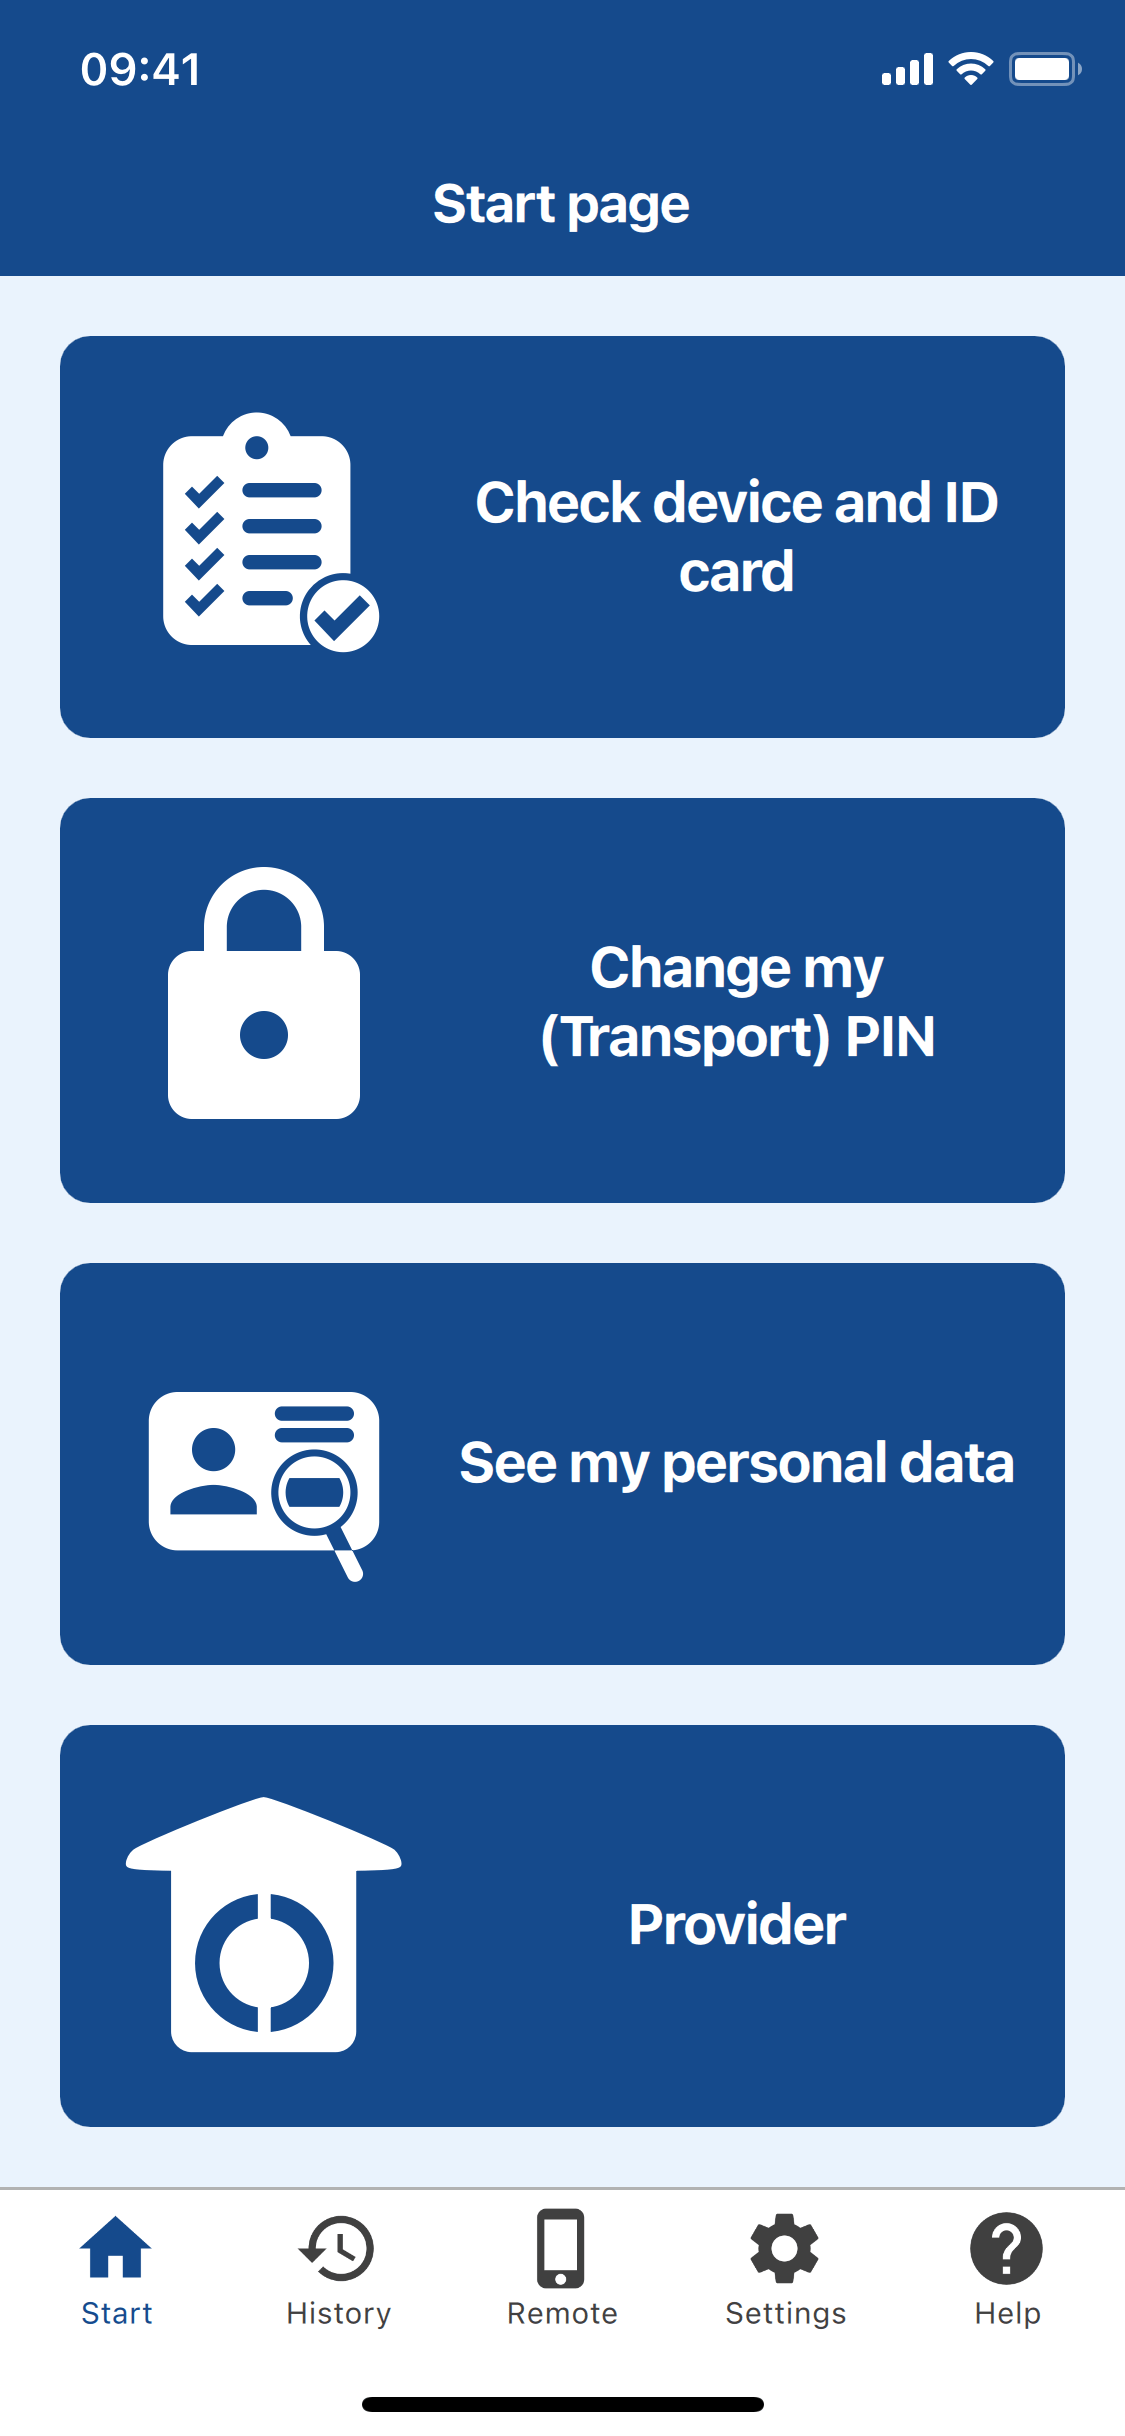 09:41
Start page
Check device and ID
card
Change my
(Transport) PIN
See my personal data
Provider
Start
History
Remote
Settings
Help